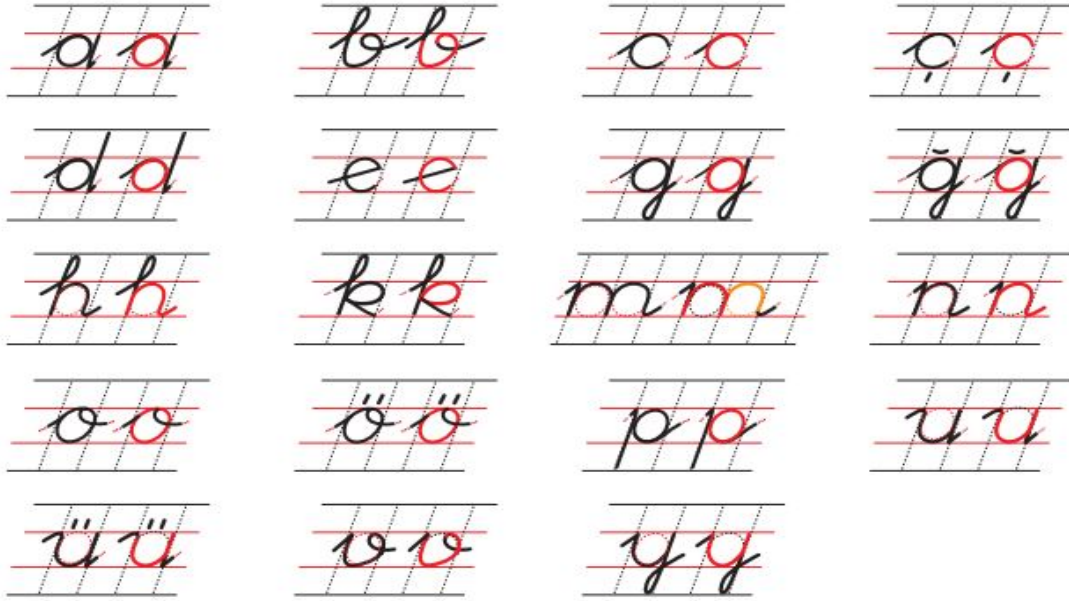 a a b b c c ç ç
d d e e g g ğ ğ
h h k k m m n n
o o ö ö p p u u
ü ü v v y y